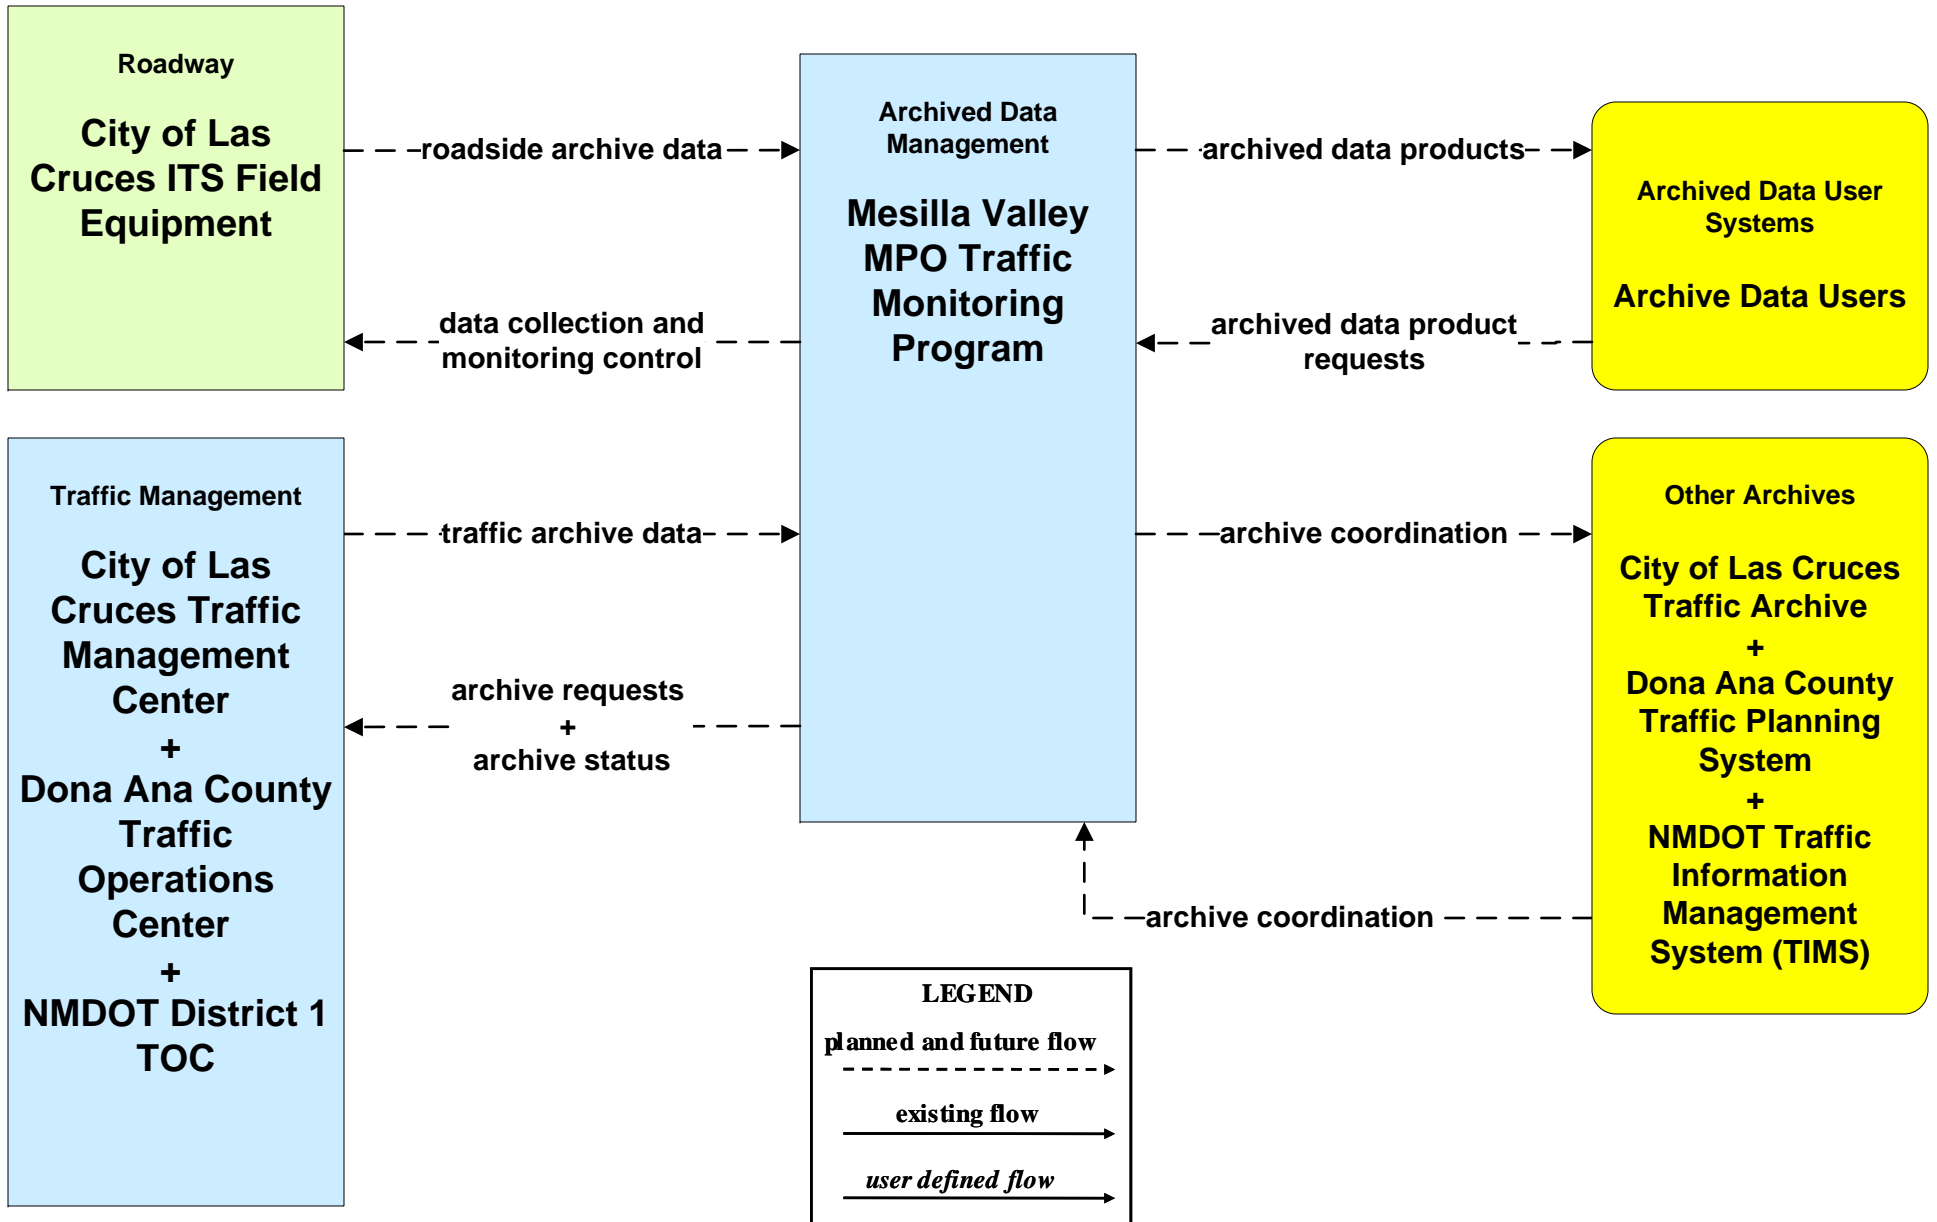 Roadway
City of Las
Cruces ITS Field
Equipment
roadside archive data
data collection and
monitoring control
Archived Data
Management
Mesilla Valley
MPO Traffic
Monitoring
Program
archived data products
archived data product
requests
Archived Data User
Systems
Archive Data Users
Traffic Management
City of Las
Cruces Traffic
Management
Center
+
Dona Ana County
Traffic
Operations
Center
+
NMDOT District 1
TOC
traffic archive data
archive requests
+
archive status
archive coordination
archive coordination
Other Archives
City of Las Cruces
Traffic Archive
+
Dona Ana County
Traffic Planning
System
+
NMDOT Traffic
Information
Management
System (TIMS)
LEGEND
planned and future flow
existing flow
user defined flow